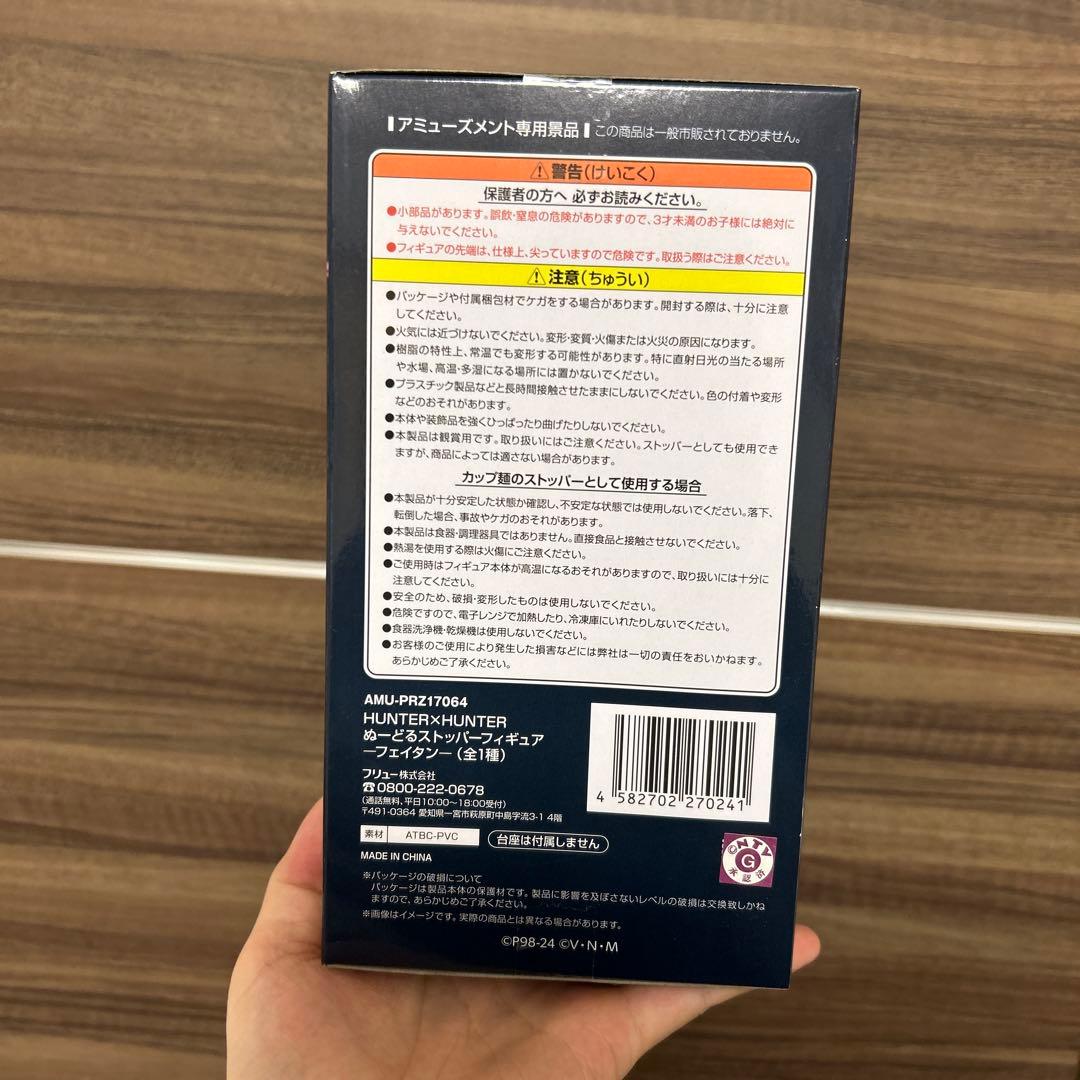 アミューズメント専用景品 この商品は一般市販されておりません。
⚠警告(けいこく)
保護者の方へ 必ずお読みください。
●小部品があります。誤飲・窒息の危険がありますので、3才未満のお子様には絶対に
与えないでください。
●フィギュアの先端は、仕様上、尖っていますので危険です。取扱う際はご注意ください。
⚠注意(ちゅうい)
●パッケージや付属梱包材でケガをする場合があります。開封する際は、十分に注意
してください。
●火気には近づけないでください。変形・変質・火傷または火災の原因になります。
●樹脂の特性上、常温でも変形する可能性があります。特に直射日光の当たる場所
や水場、高温・多湿になる場所には置かないでください。
●プラスチック製品などと長時間接触させたままにしないでください。色の付着や変形
などのおそれがあります。
●本体や装飾品を強くひっぱったり曲げたりしないでください。
●本製品は観賞用です。取り扱いにはご注意ください。ストッパーとしても使用でき
ますが、商品によっては適さない場合があります。
カップ麺のストッパーとして使用する場合
●本製品が十分安定した状態か確認し、不安定な状態では使用しないでください。落下、
転倒した場合、事故やケガのおそれがあります。
●本製品は食器・調理器具ではありません。直接食品と接触させないでください。
●熱湯を使用する際は火傷にご注意ください。
●ご使用時はフィギュア本体が高温になるおそれがありますので、取り扱いには十分に
注意してください。
●安全のため、破損・変形したものは使用しないでください。
●危険ですので、電子レンジで加熱したり、冷凍庫にいれたりしないでください。
●食器洗浄機・乾燥機は使用しないでください。
●お客様のご使用により発生した損害などには弊社は一切の責任をおいかねます。
あらかじめご了承ください。
AMU-PRZ17064
HUNTER×HUNTER
ぬーどるストッパーフィギュア
―フェイタン―(全1種)
フリュー株式会社
☎0800-222-0678
(通話無料、平日10:00~18:00受付)
〒491-0364 愛知県一宮市萩原町中島字流3-1 4階
素材 ATBC-PVC 台座は付属しません
MADE IN CHINA
4 582702 270241
©NTV
G
承認済
※パッケージの破損について
パッケージは製品本体の保護材です。製品に影響を及ぼさないレベルの破損は交換致しかね
ますので、あらかじめご了承ください。
※画像はイメージです。実際の商品とは異なる場合があります。
©P98-24 ©V・N・M